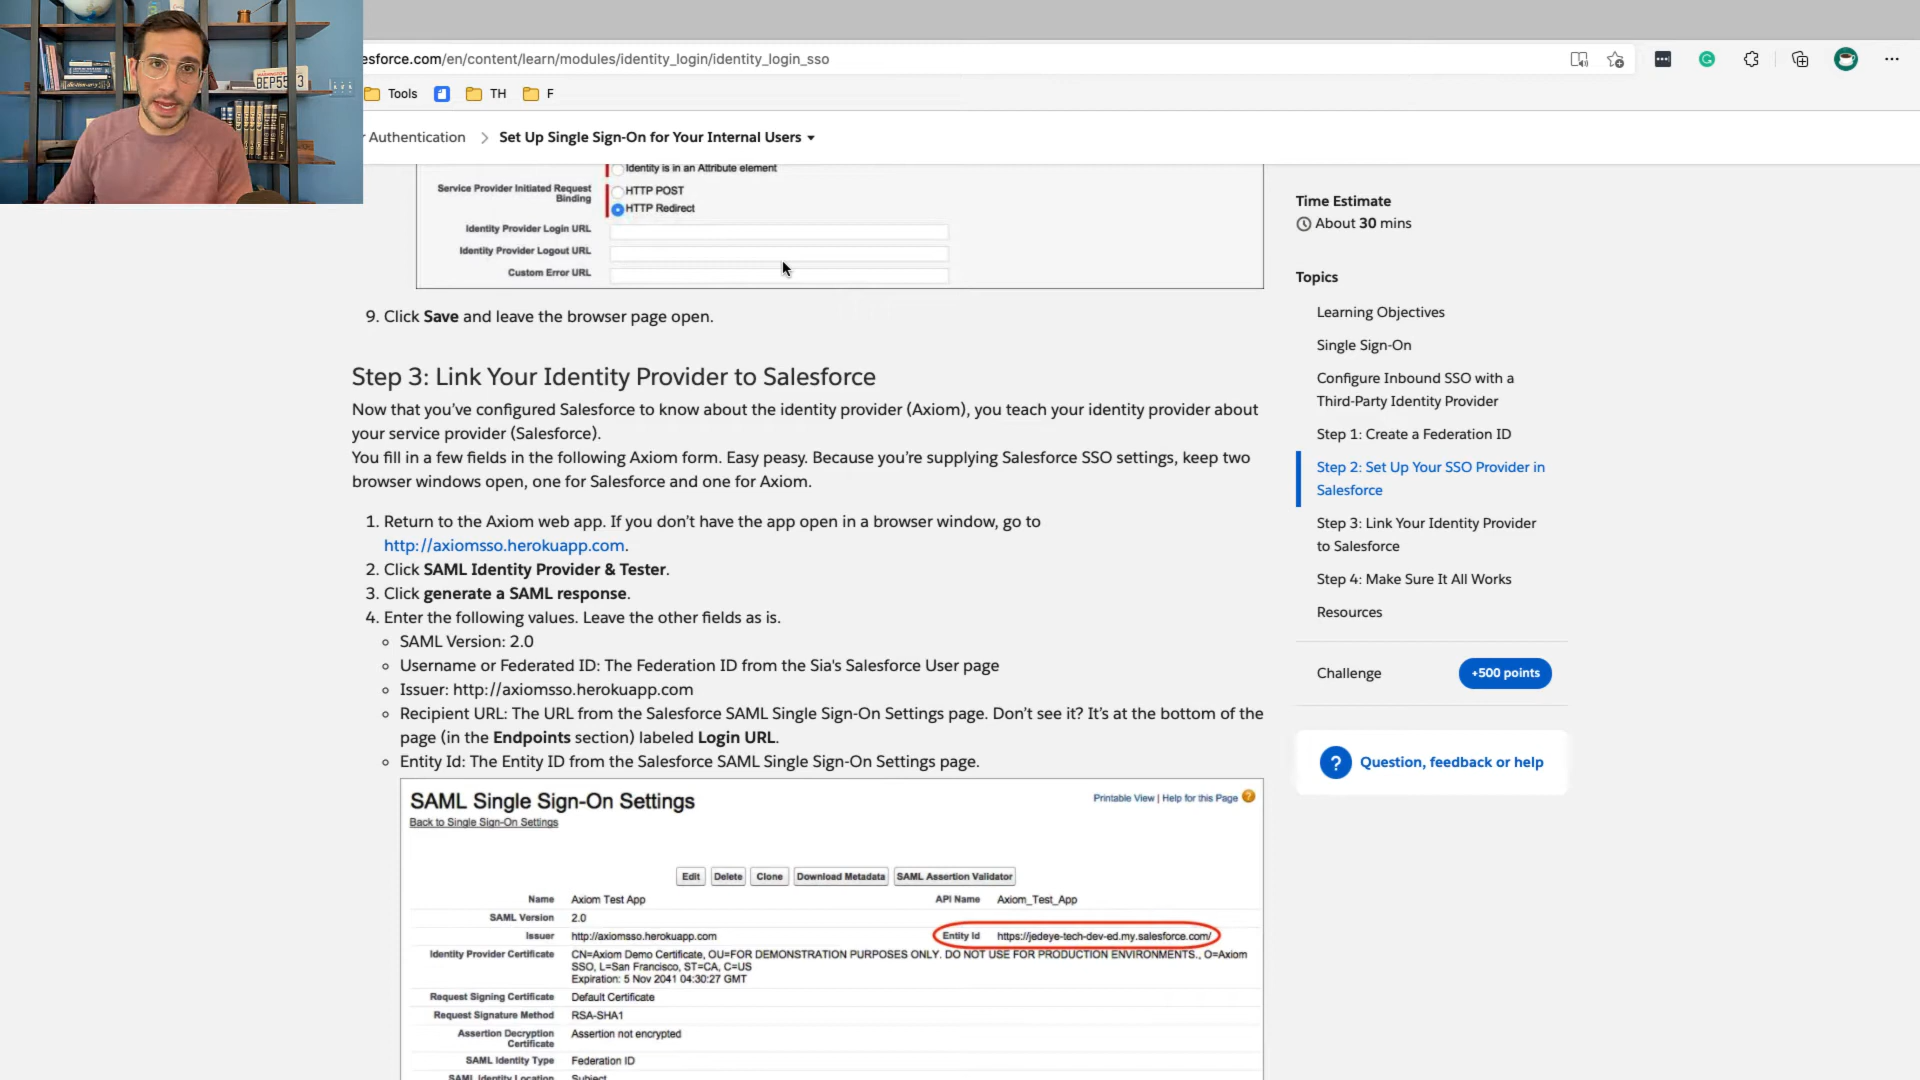 BEP5513
esforce.com/en/content/learn/modules/identity_login/identity_login_sso
Tools
TH
F
Authentication
Set Up Single Sign-On for Your Internal Users
Identity is in an Attribute element
Service Provider Initiated Request
Binding
HTTP POST
HTTP Redirect
Identity Provider Login URL
Identity Provider Logout URL
Custom Error URL
9. Click Save and leave the browser page open.
Step 3: Link Your Identity Provider to Salesforce
Now that you’ve configured Salesforce to know about the identity provider (Axiom), you teach your identity provider about
your service provider (Salesforce).
You fill in a few fields in the following Axiom form. Easy peasy. Because you’re supplying Salesforce SSO settings, keep two
browser windows open, one for Salesforce and one for Axiom.
1. Return to the Axiom web app. If you don’t have the app open in a browser window, go to
http://axiomsso.herokuapp.com.
2. Click SAML Identity Provider & Tester.
3. Click generate a SAML response.
4. Enter the following values. Leave the other fields as is.
SAML Version: 2.0
Username or Federated ID: The Federation ID from the Sia's Salesforce User page
Issuer: http://axiomsso.herokuapp.com
Recipient URL: The URL from the Salesforce SAML Single Sign-On Settings page. Don’t see it? It’s at the bottom of the
page (in the Endpoints section) labeled Login URL.
Entity Id: The Entity ID from the Salesforce SAML Single Sign-On Settings page.
SAML Single Sign-On Settings
Printable View | Help for this Page ?
Back to Single Sign-On Settings
Edit Delete Clone Download Metadata SAML Assertion Validator
Name Axiom Test App API Name Axiom_Test_App
SAML Version 2.0
Issuer http://axiomsso.herokuapp.com Entity Id https://jedeye-tech-dev-ed.my.salesforce.com/
Identity Provider Certificate CN=Axiom Demo Certificate, OU=FOR DEMONSTRATION PURPOSES ONLY. DO NOT USE FOR PRODUCTION ENVIRONMENTS., O=Axiom
SSO, L=San Francisco, ST=CA, C=US
Expiration: 5 Nov 2041 04:30:27 GMT
Request Signing Certificate Default Certificate
Request Signature Method RSA-SHA1
Assertion Decryption
Certificate
Assertion not encrypted
SAML Identity Type Federation ID
SAML Identity Location Subject
Time Estimate
About 30 mins
Topics
Learning Objectives
Single Sign-On
Configure Inbound SSO with a
Third-Party Identity Provider
Step 1: Create a Federation ID
Step 2: Set Up Your SSO Provider in
Salesforce
Step 3: Link Your Identity Provider
to Salesforce
Step 4: Make Sure It All Works
Resources
Challenge
+500 points
? Question, feedback or help